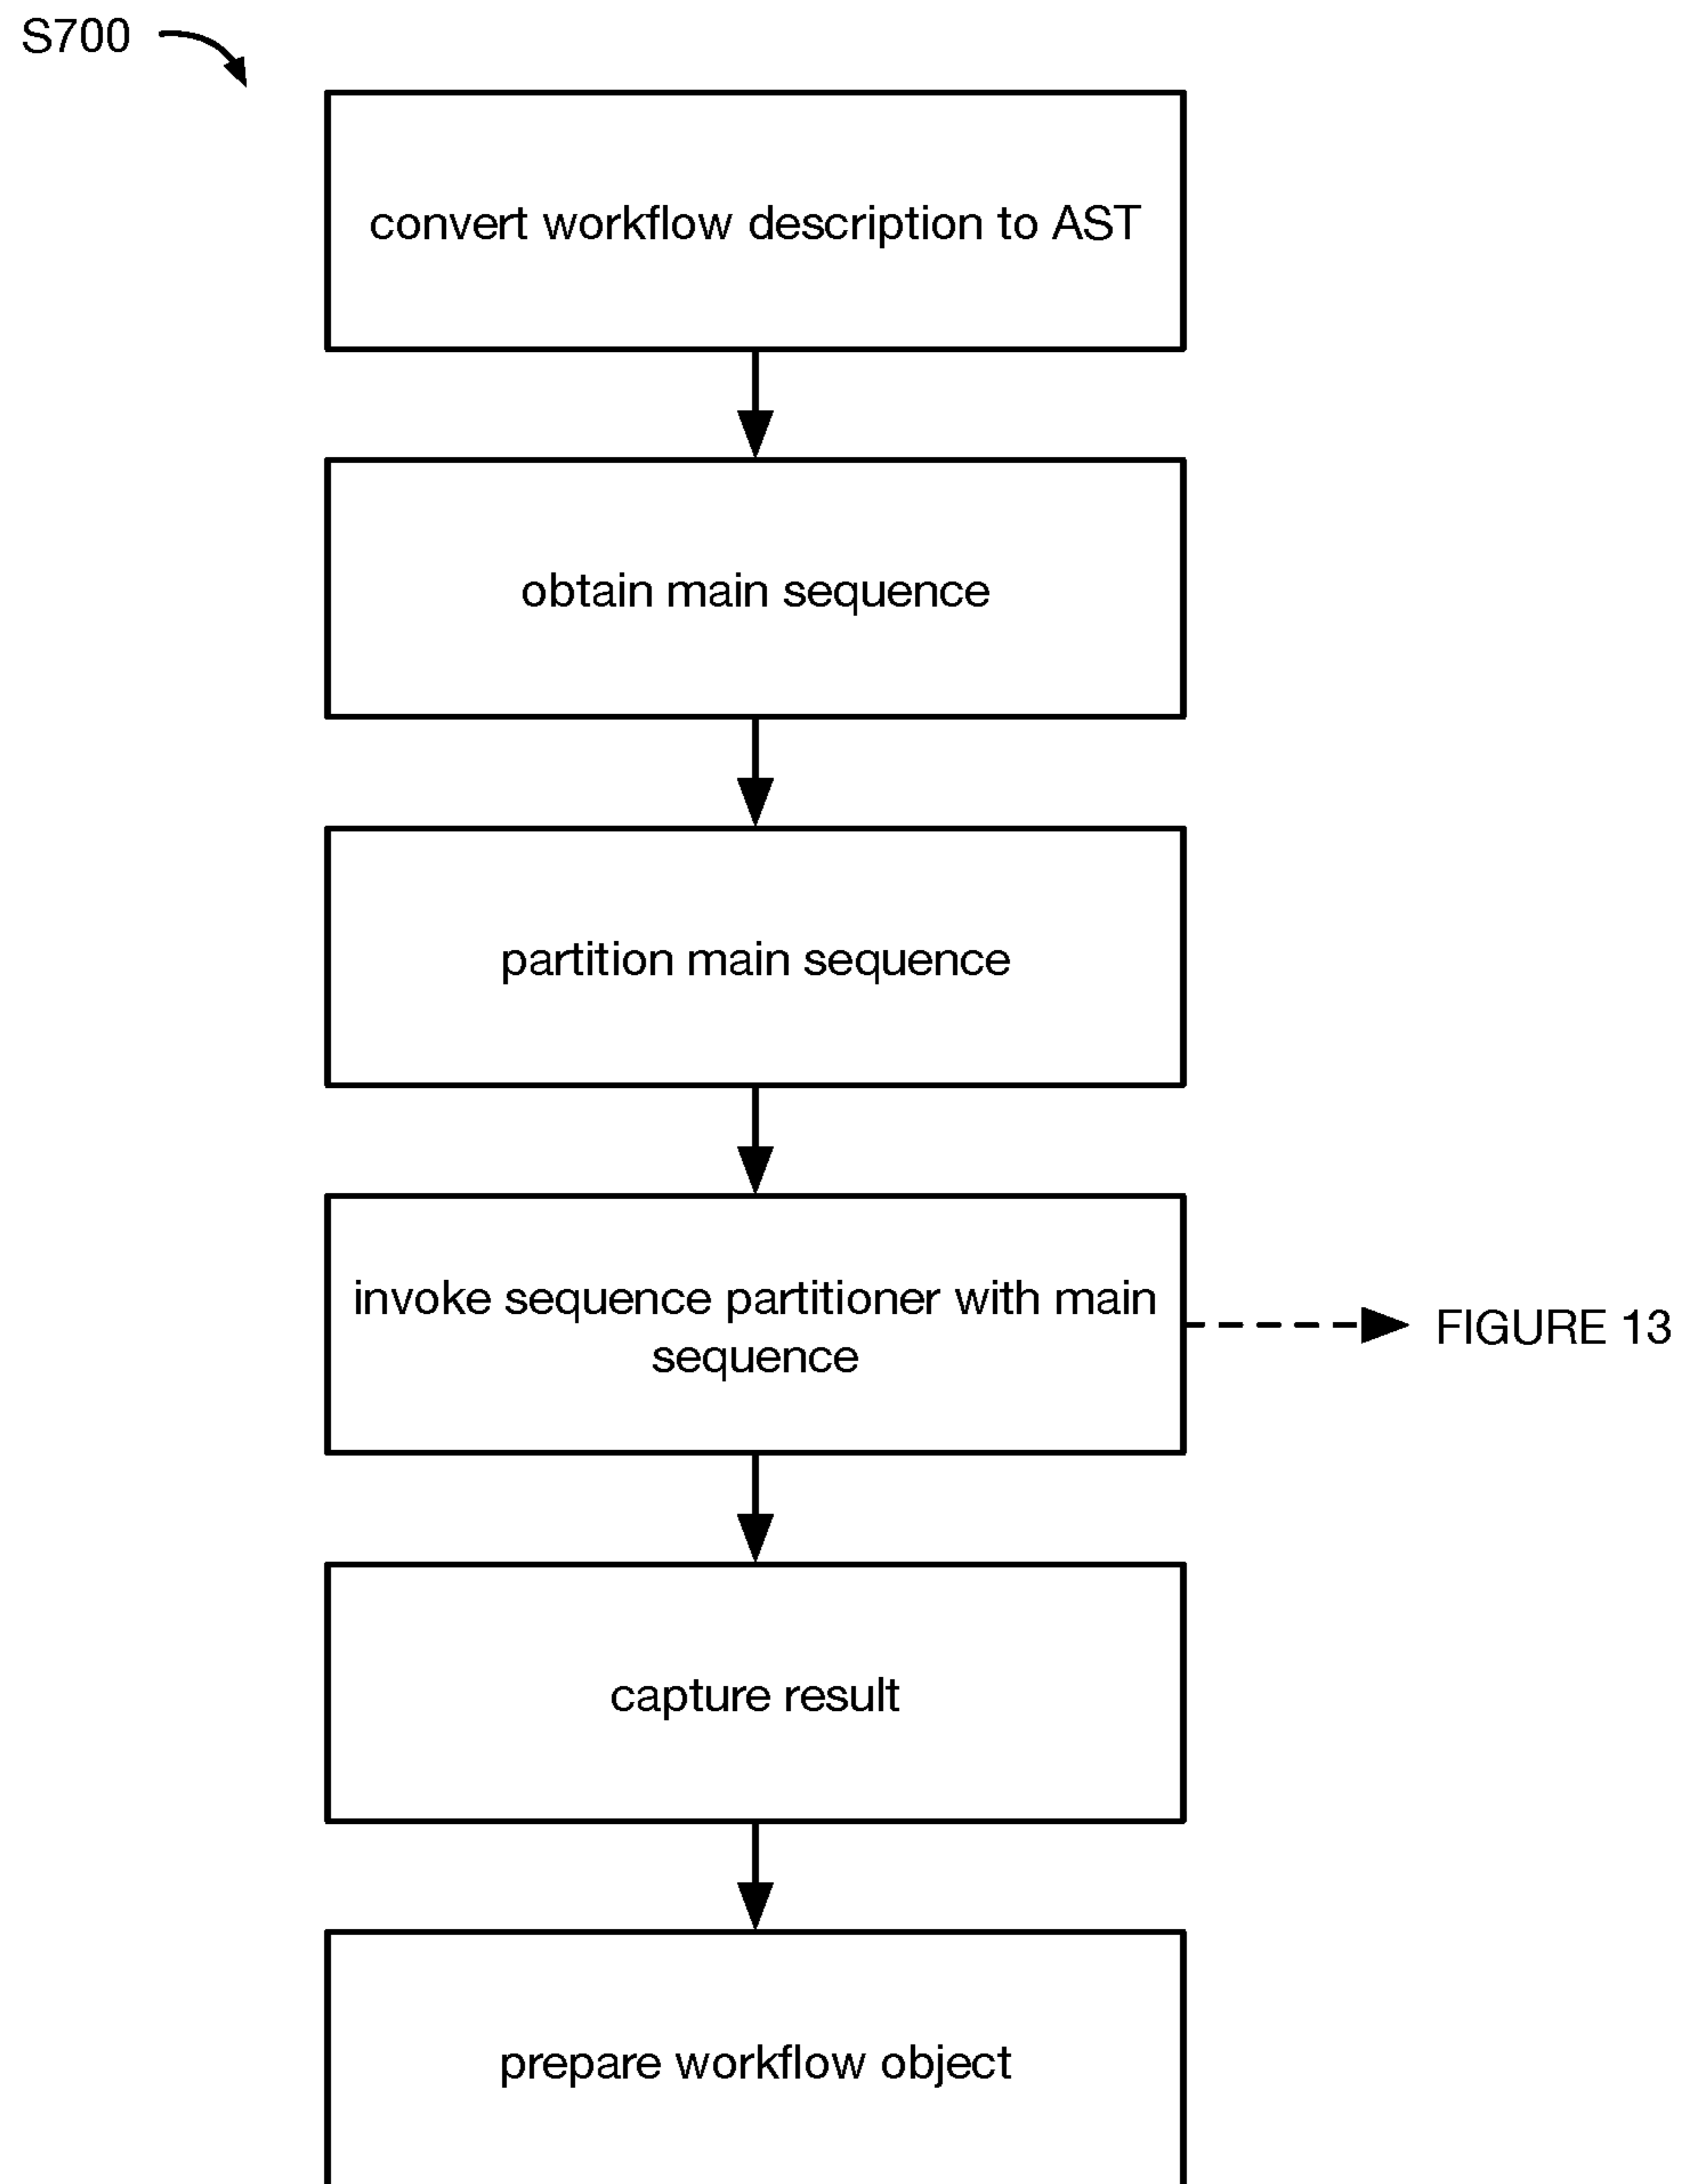 S700
convert workflow description to AST
obtain main sequence
partition main sequence
invoke sequence partitioner with main
sequence
FIGURE 13
capture result
prepare workflow object